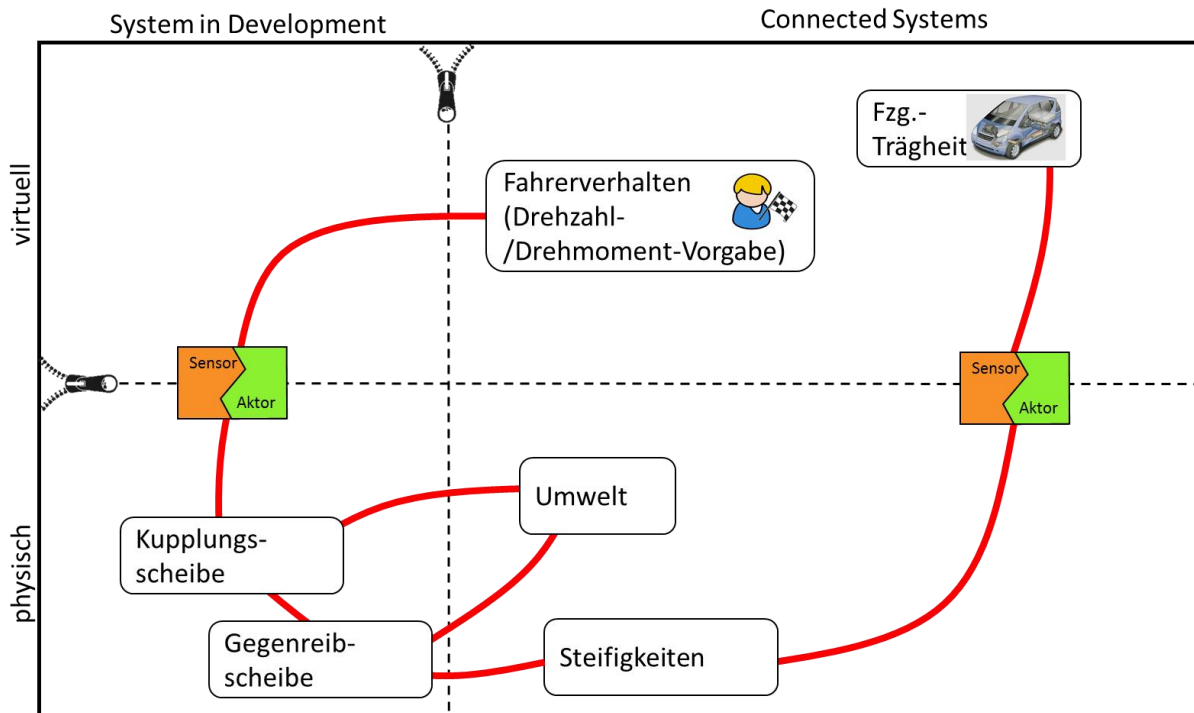 System in Development
Connected Systems
virtuell
physisch
Fzg.-
Trägheit
Fahrerverhalten
(Drehzahl-
/Drehmoment-Vorgabe)
Sensor
Aktor
Sensor
Aktor
Umwelt
Kupplungs-
scheibe
Gegenreib-
scheibe
Steifigkeiten